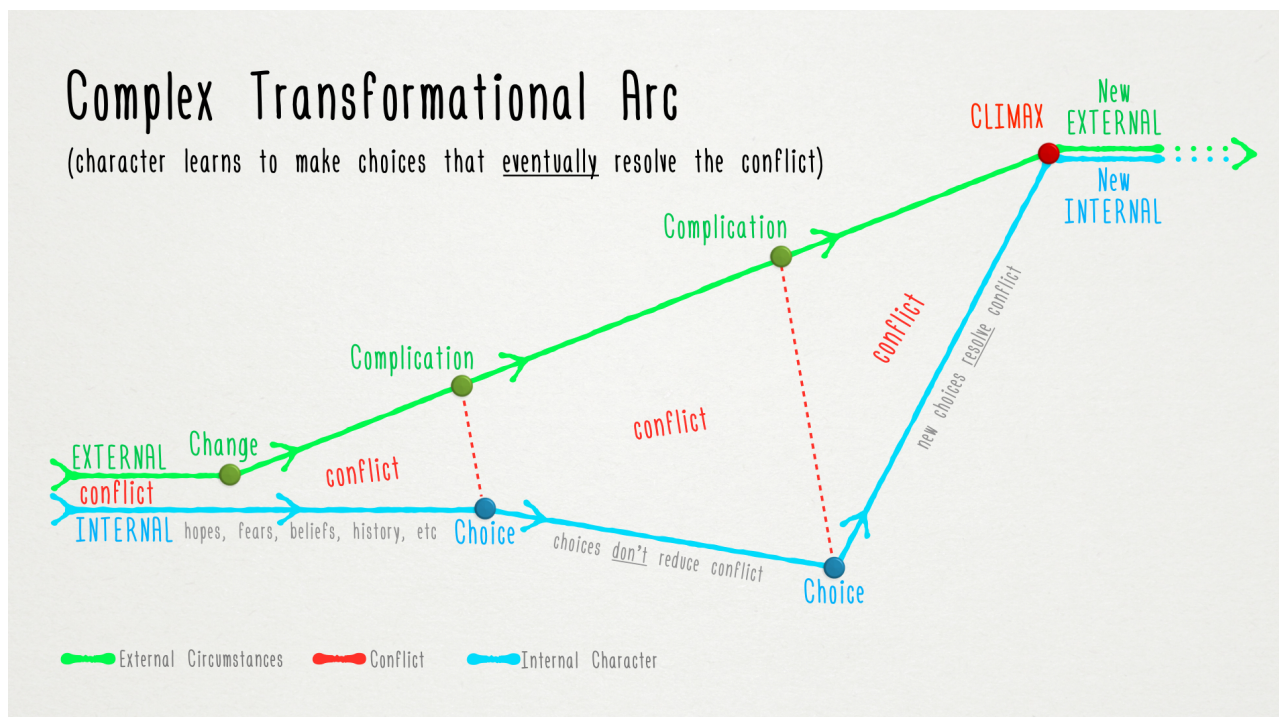 Complex Transformational Arc
(character learns to make choices that eventually resolve the conflict)
CLIMAX
New
EXTERNAL
New
INTERNAL
Complication
conflict
new choices resolve conflict
Complication
conflict
EXTERNAL
Change
conflict
conflict
INTERNAL
hopes, fears, beliefs, history, etc
Choice
choices don't reduce conflict
Choice
External Circumstances
Conflict
Internal Character